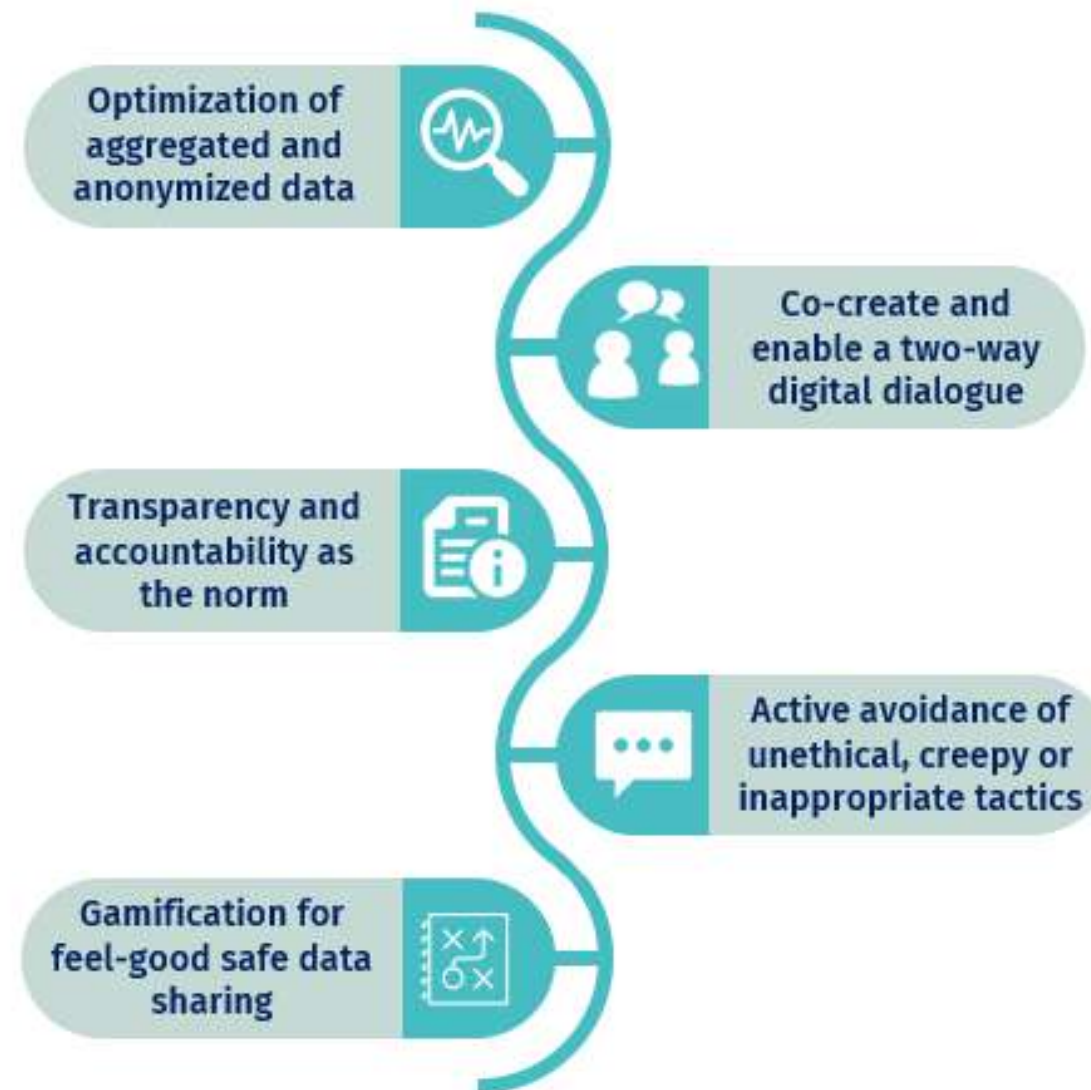 Optimization of
aggregated and
anonymized data
Co-create and
enable a two-way
digital dialogue
Transparency and
accountability as
the norm
Active avoidance of
unethical, creepy or
inappropriate tactics
Gamification for
feel-good safe data
sharing